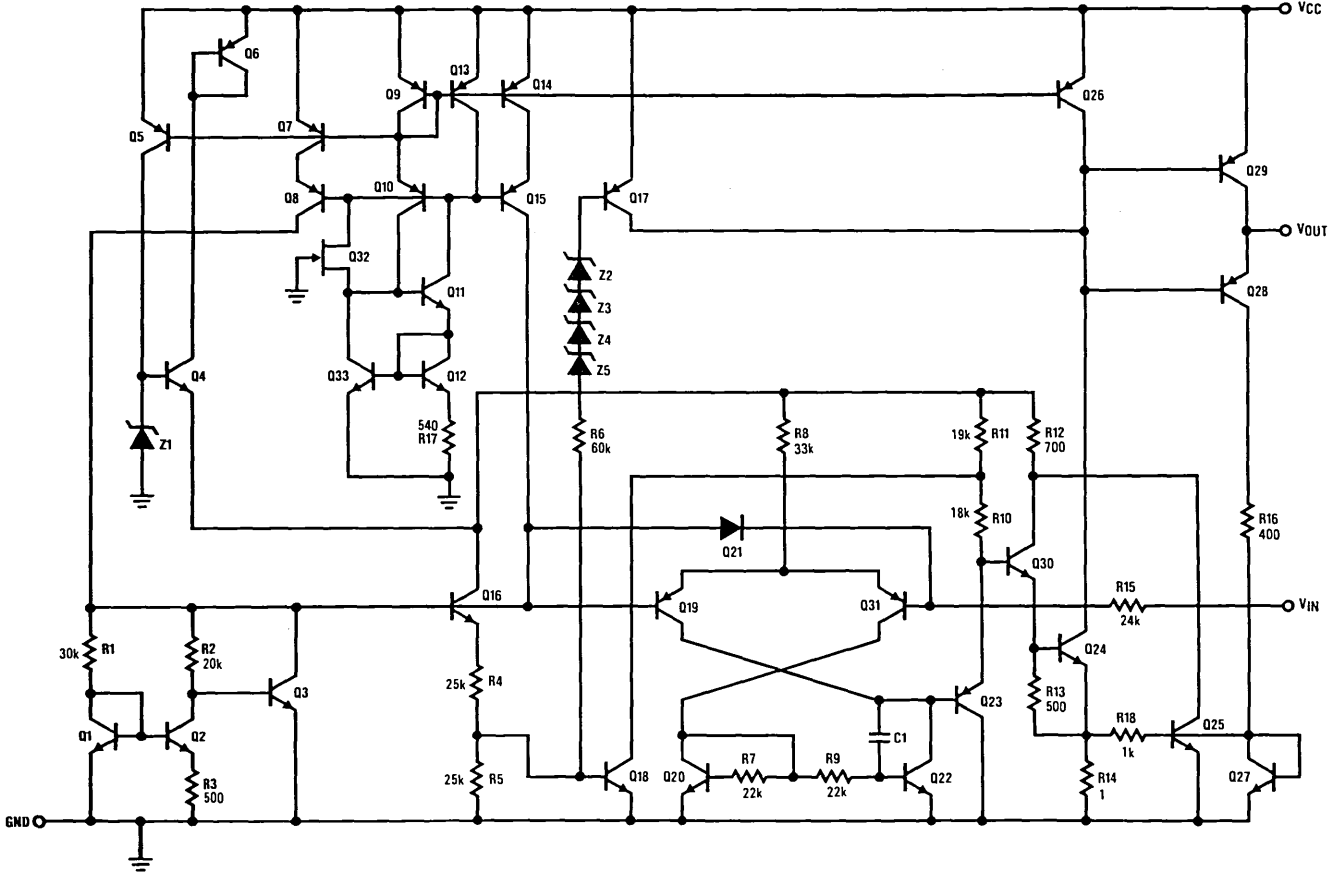 VCC
Q6
Q13
Q9
Q14
Q26
Q5
Q7
Q8
Q10
Q15
Q17
Q29
VOUT
Q32
Z2
Q28
Q11
Z3
Z4
Z5
Q4
Q33
Q12
Z1
540
R17
R6
60k
R8
33k
19k
R11
R12
700
18k
R10
R16
400
Q21
Q30
Q16
Q19
Q31
R15
24k
VIN
30k
R1
R2
20k
Q24
25k
R4
Q3
R13
500
Q23
Q1
Q2
C1
R18
1k
Q25
R3
500
25k
R5
Q18
Q20
R7
22k
R9
22k
Q22
R14
1
Q27
GND